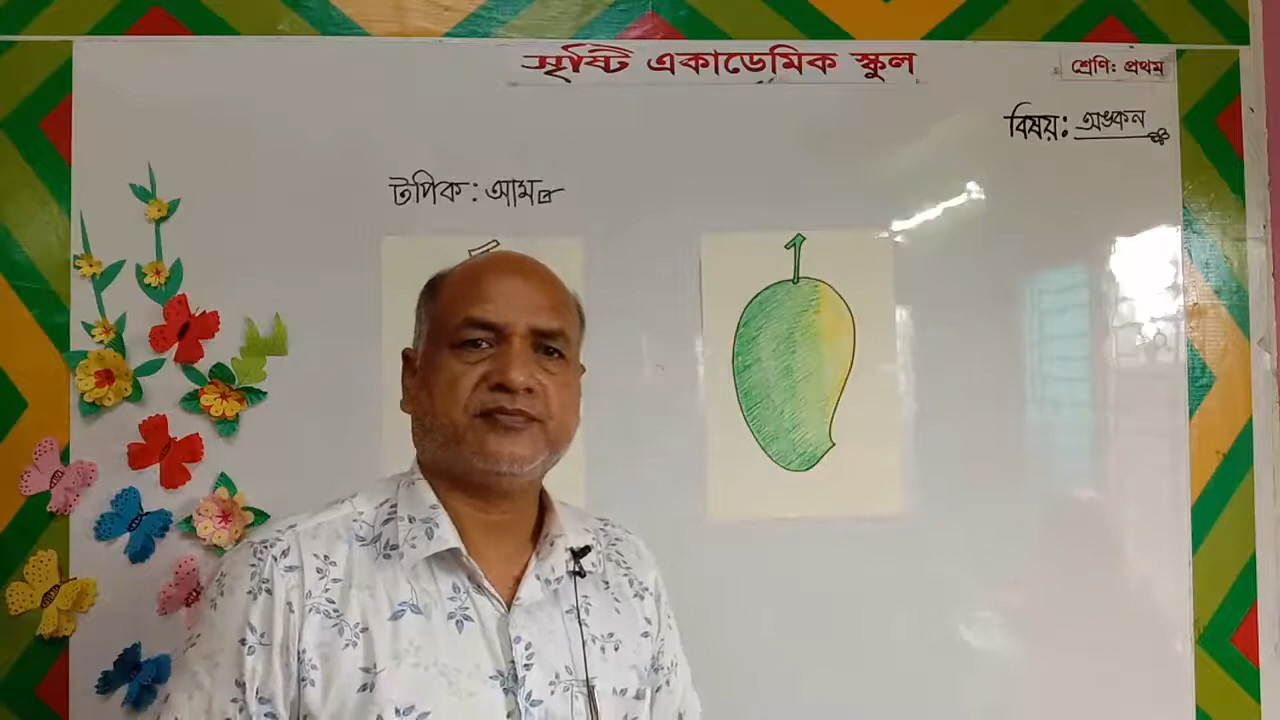 সৃষ্টি একাডেমিক স্কুল
শ্রেণি: প্রথম
বিষয়: অঙ্কন
টপিক: আম